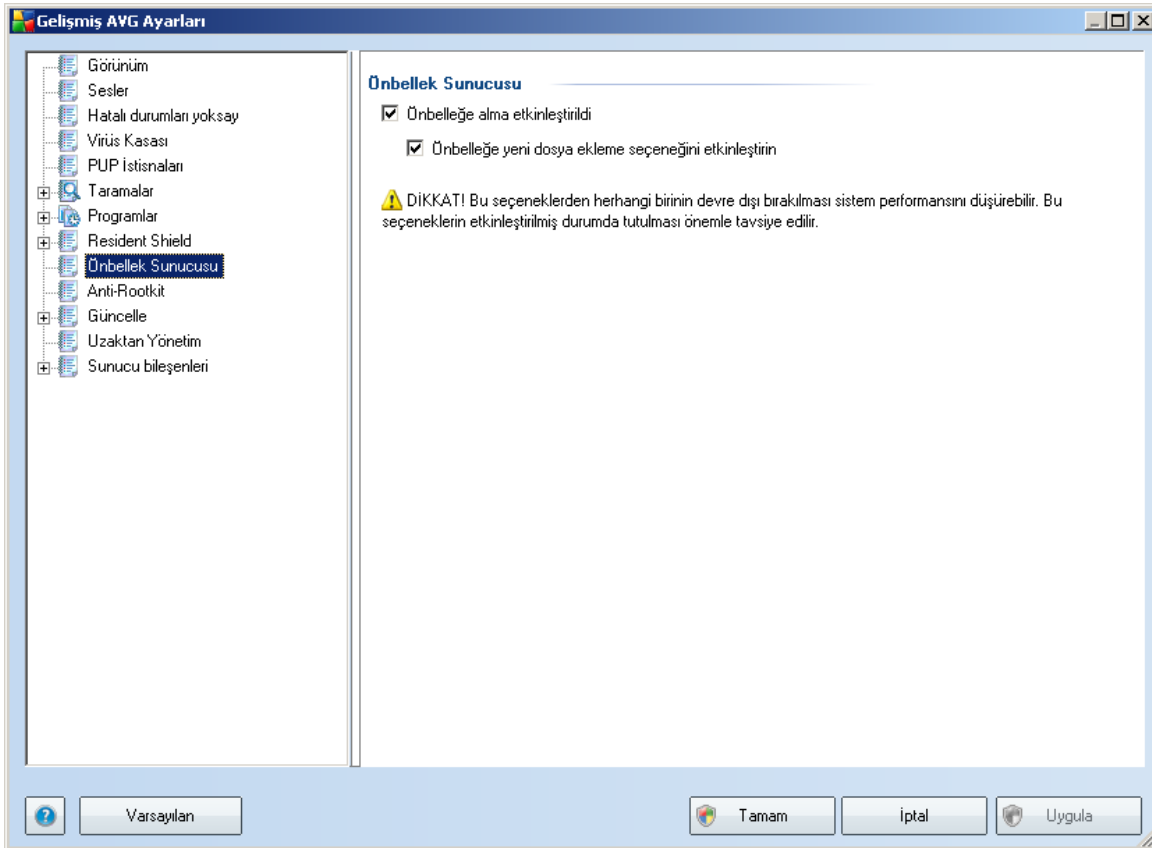 Gelişmiş AVG Ayarları
Görünüm
Sesler
Hatalı durumları yoksay
Virüs Kasası
PUP İstisnaları
Taramalar
Programlar
Resident Shield
Önbellek Sunucusu
Anti-Rootkit
Güncelle
Uzaktan Yönetim
Sunucu bileşenleri
Önbellek Sunucusu
Önbelleğe alma etkinleştirildi
Önbelleğe yeni dosya ekleme seçeneğini etkinleştirin
DİKKAT! Bu seçeneklerden herhangi birinin devre dışı bırakılması sistem performansını düşürebilir. Bu
seçeneklerin etkinleştirilmiş durumda tutulması önemle tavsiye edilir.
Varsayılan
Tamam
İptal
Uygula